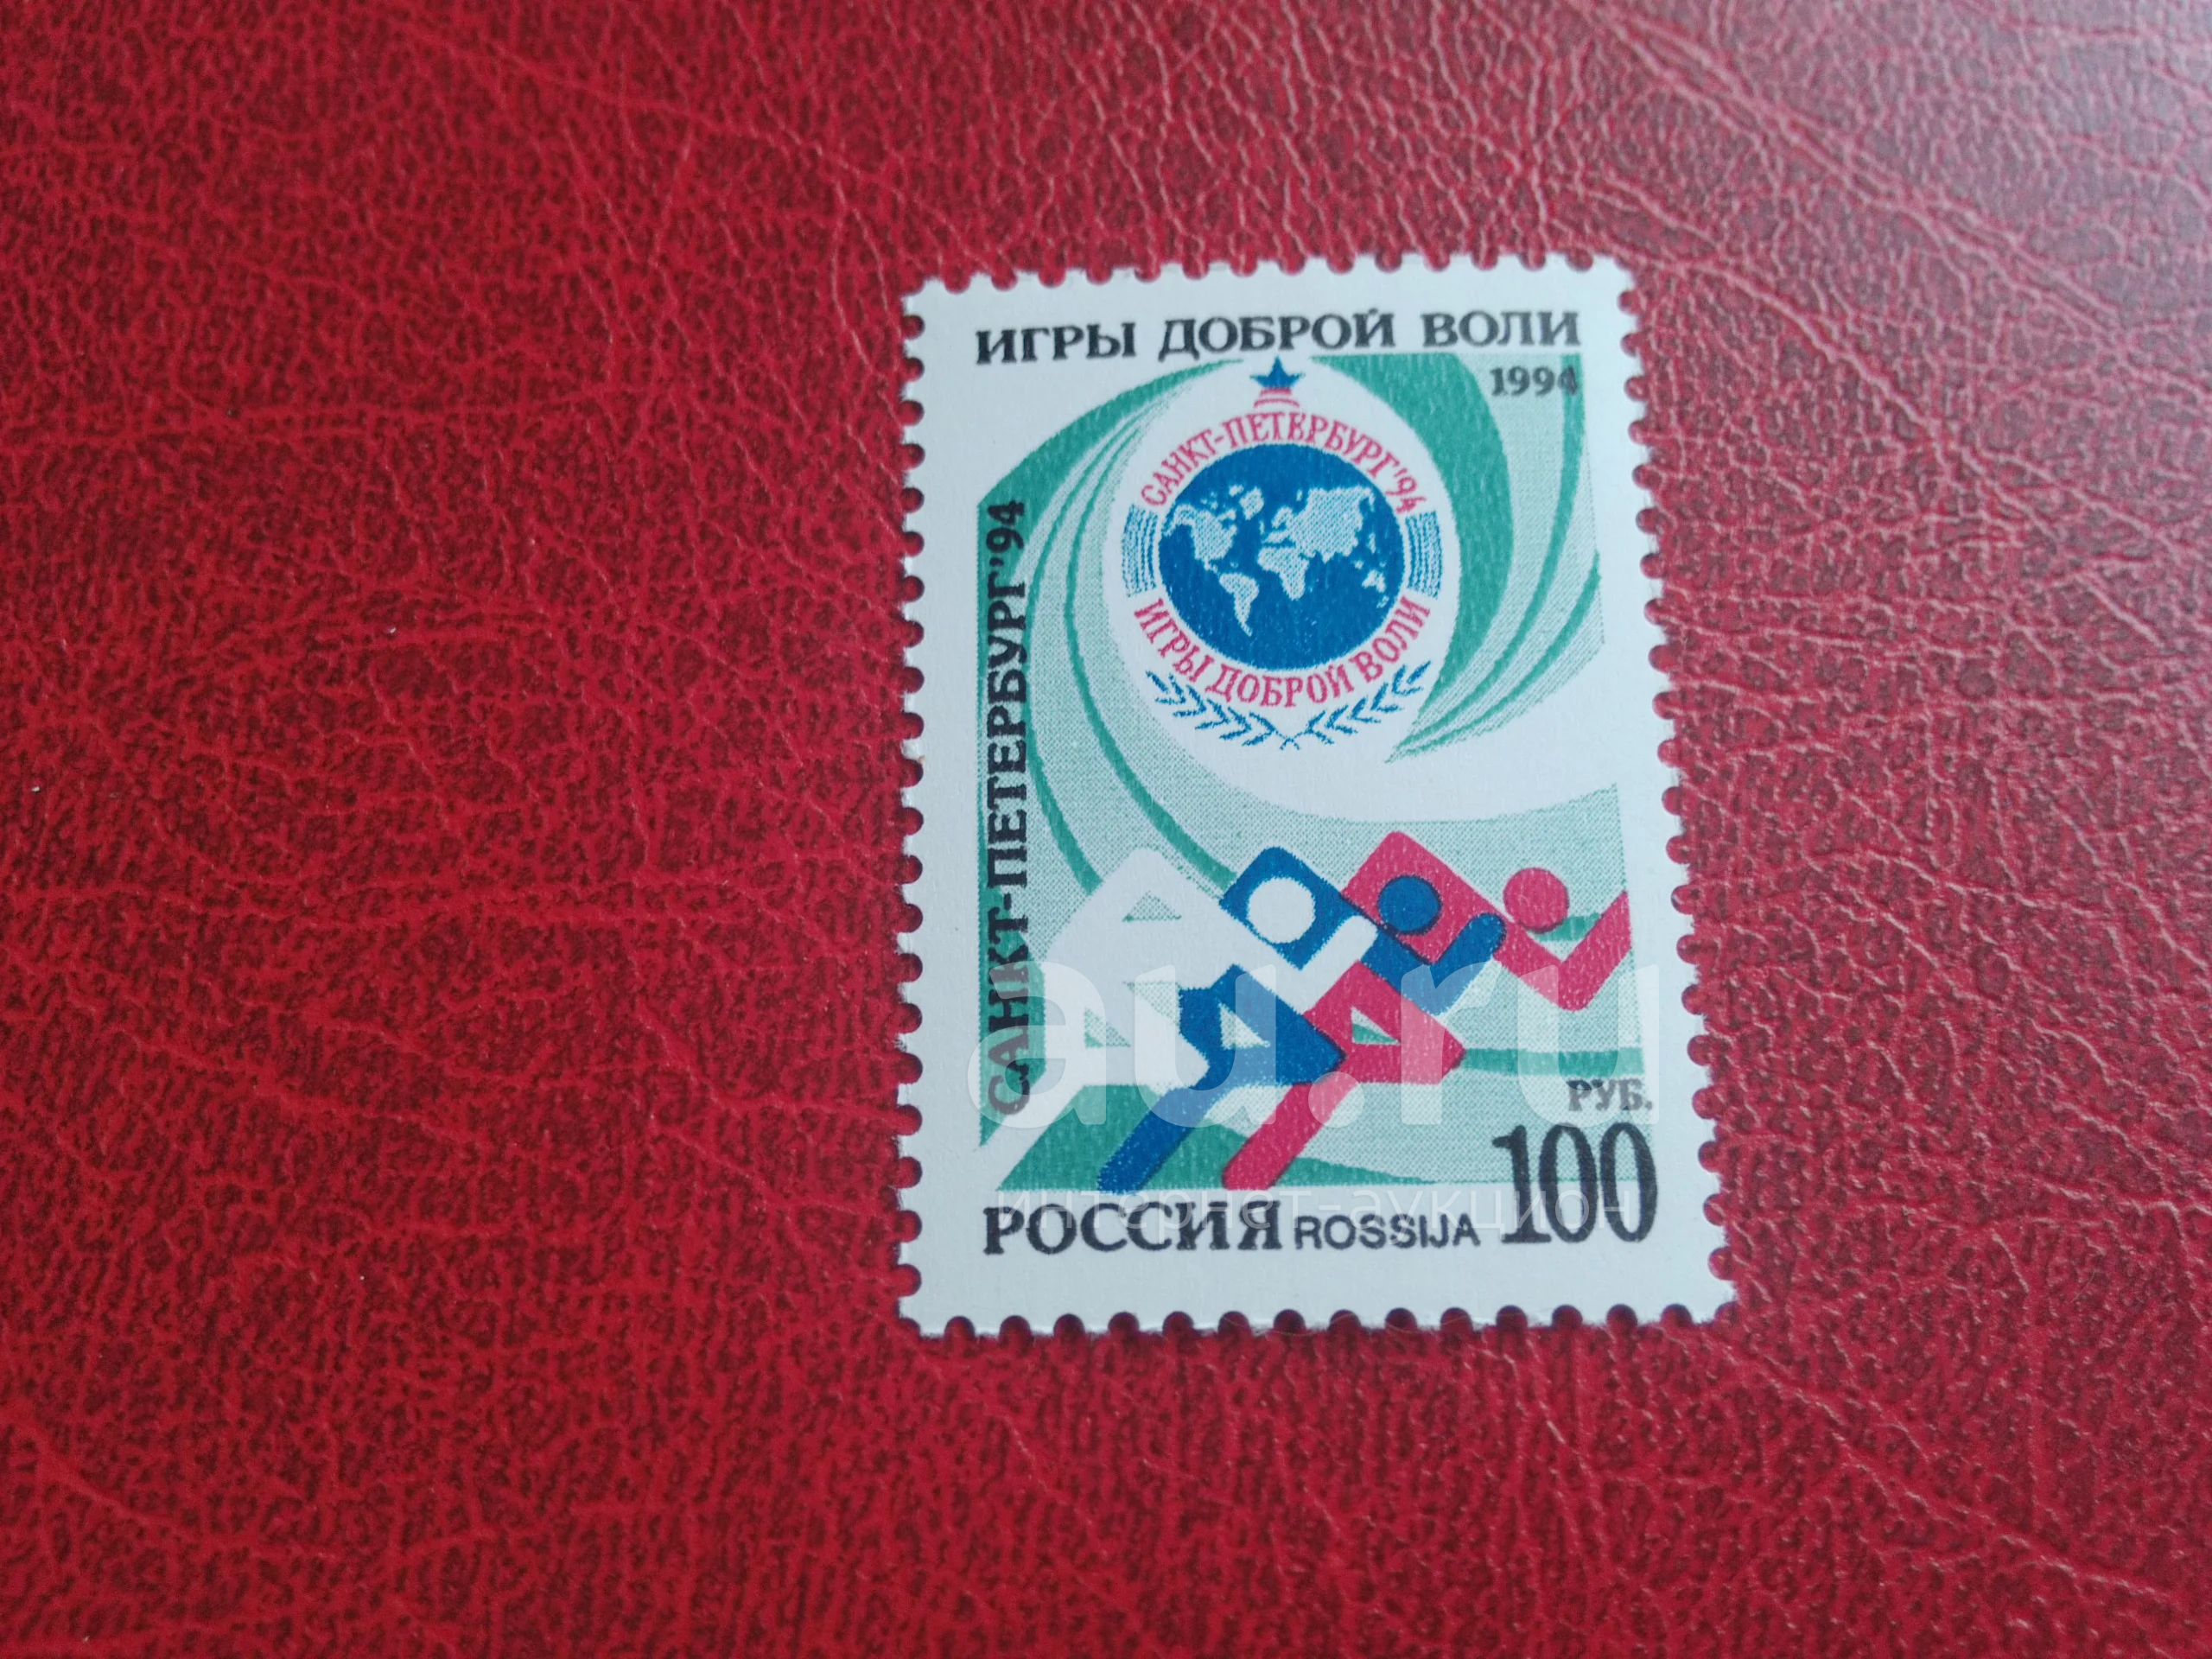 ИГРЫ ДОБРОЙ ВОЛИ
1994
САНКТ-ПЕТЕРБУРГ'94
САНКТ-ПЕТЕРБУРГ'94
ИГРЫ ДОБРОЙ ВОЛИ
au.ru
интернет-аукцион
РУБ.
РОССИЯ ROSSIJA 100